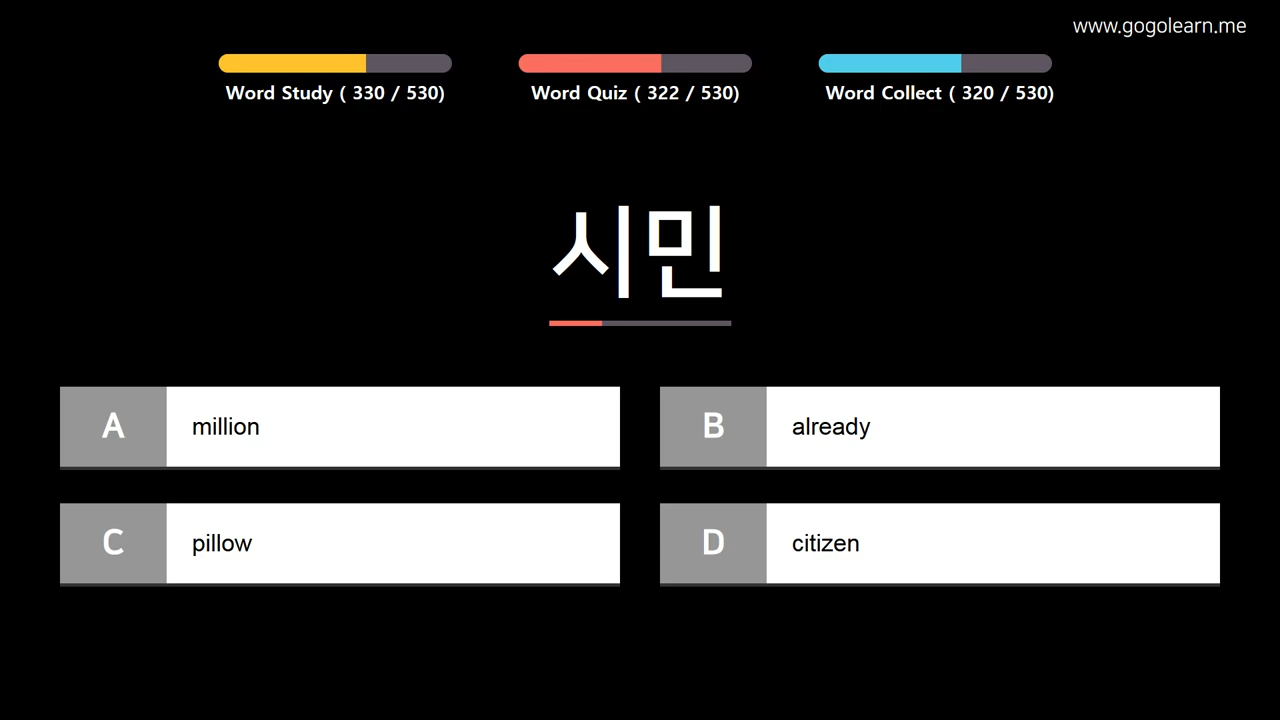 www.gogolearn.me
Word Study ( 330 / 530)
Word Quiz ( 322 / 530)
Word Collect ( 320 / 530)
시민
A million
B already
C pillow
D citizen